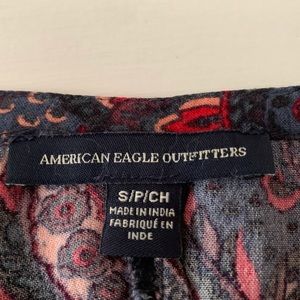 AMERICAN EAGLE OUTFITTERS
S/P/CH
MADE IN INDIA
FABRIQUÉ EN
INDE